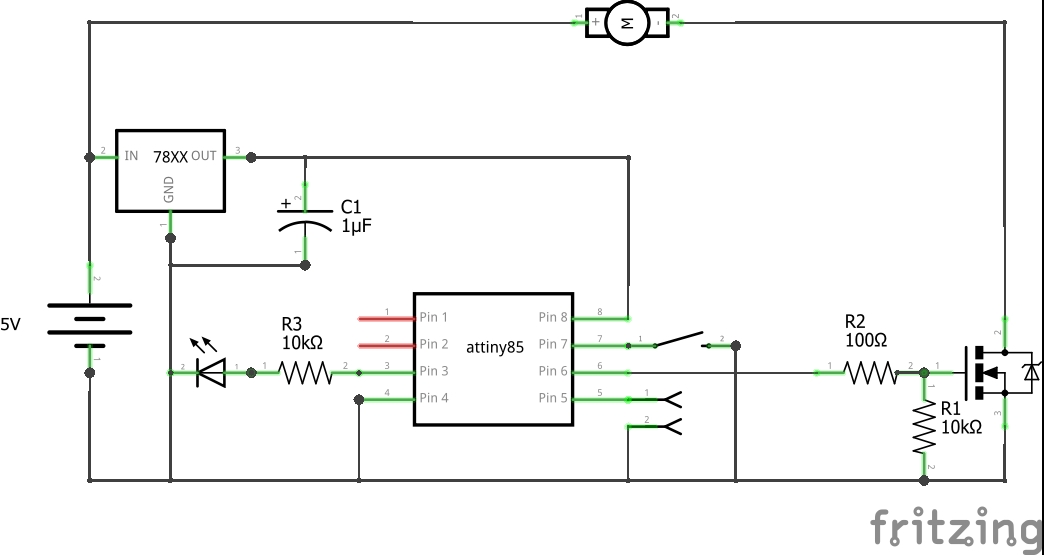 1 + M - 2
2 IN 78XX OUT 3
GND
1
+ 2
C1
1µF
1
2
5V
1
attiny85
1 Pin 1
2 Pin 2
3 Pin 3
4 Pin 4
Pin 8 8
Pin 7 7
Pin 6 6
Pin 5 5
R3
10kΩ
2 1 1 2
1 2
1
2
R2
100Ω
1 2 1
1
R1
10kΩ
2
2
3
fritzing